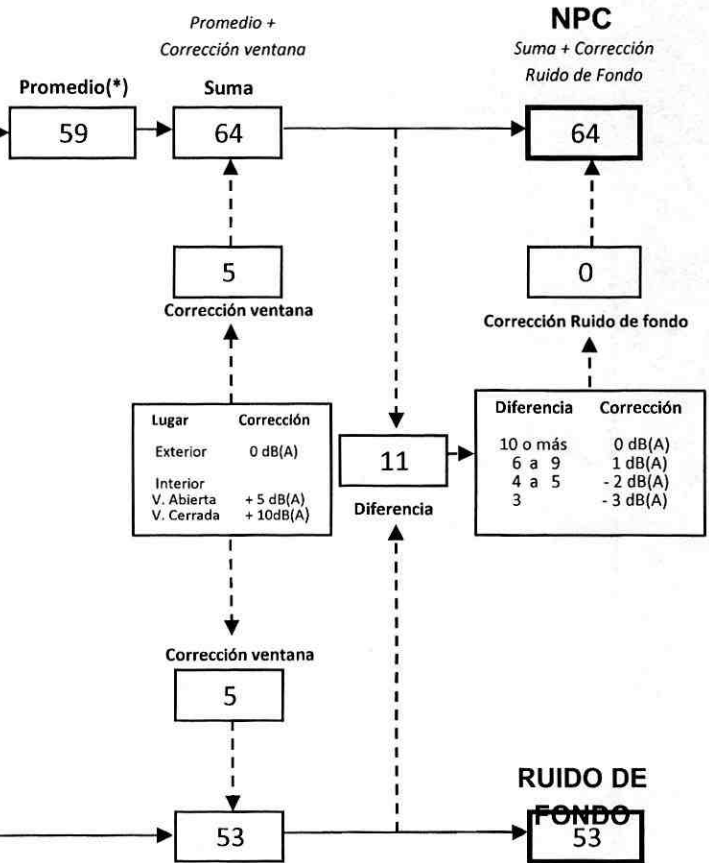 Promedio +
Corrección ventana
NPC
Suma + Corrección
Ruido de Fondo
Promedio(*)
Suma
59
64
64
5
0
Corrección ventana
Corrección Ruido de fondo
Lugar Corrección
Exterior 0 dB(A)
Interior
V. Abierta + 5 dB(A)
V. Cerrada + 10dB(A)
11
Diferencia
Diferencia Corrección
10 o más 0 dB(A)
6 a 9 1 dB(A)
4 a 5 - 2 dB(A)
3 - 3 dB(A)
Corrección ventana
5
RUIDO DE
FONDO
53
53